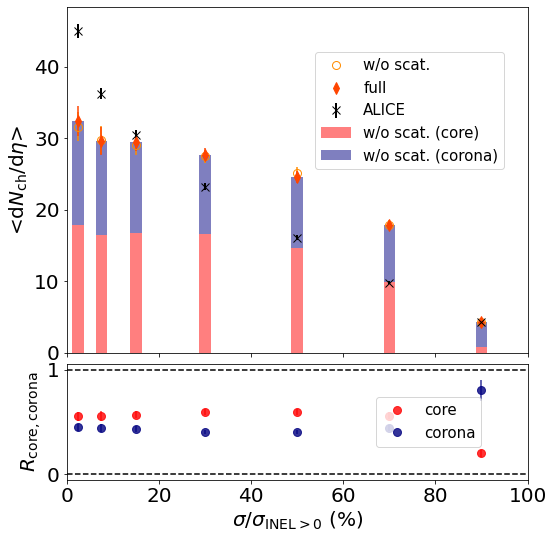 <dN_ch/dη>
40
30
20
10
0
w/o scat.
full
ALICE
w/o scat. (core)
w/o scat. (corona)
R_core, corona
1
0
core
corona
0 20 40 60 80 100
σ/σ_INEL>0 (%)